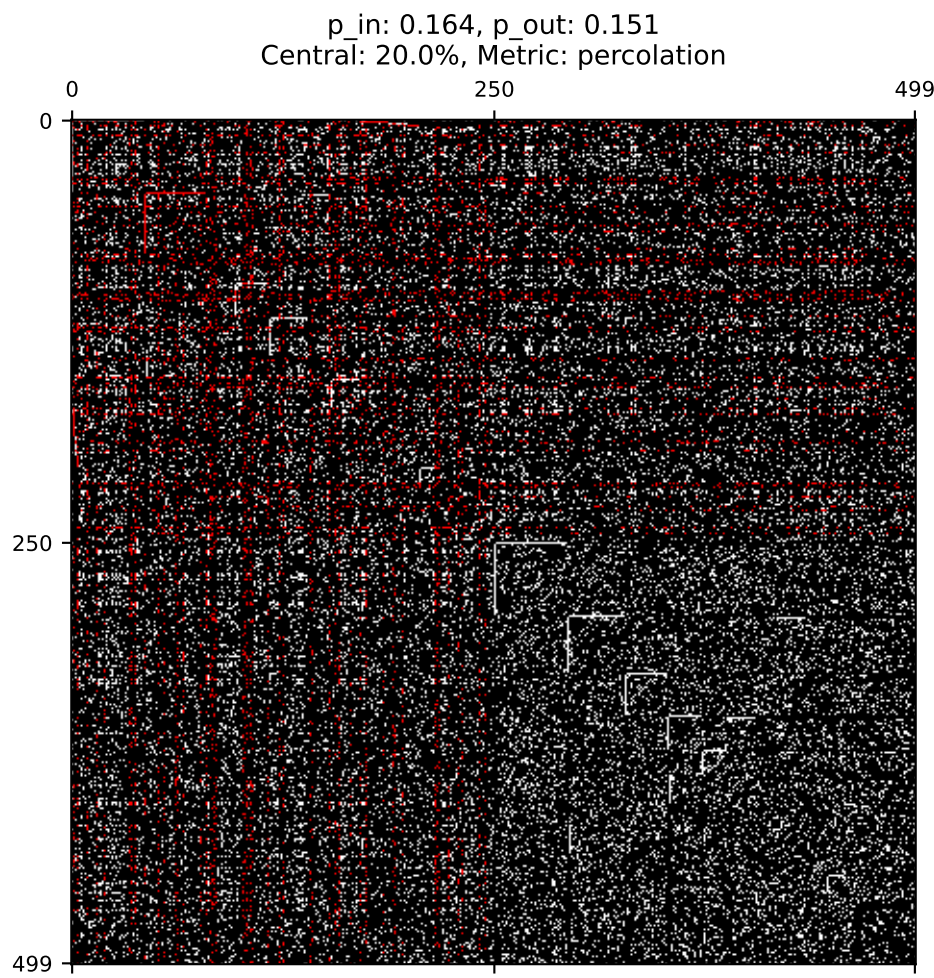 p_in: 0.164, p_out: 0.151
Central: 20.0%, Metric: percolation
0 250 499
0
250
499